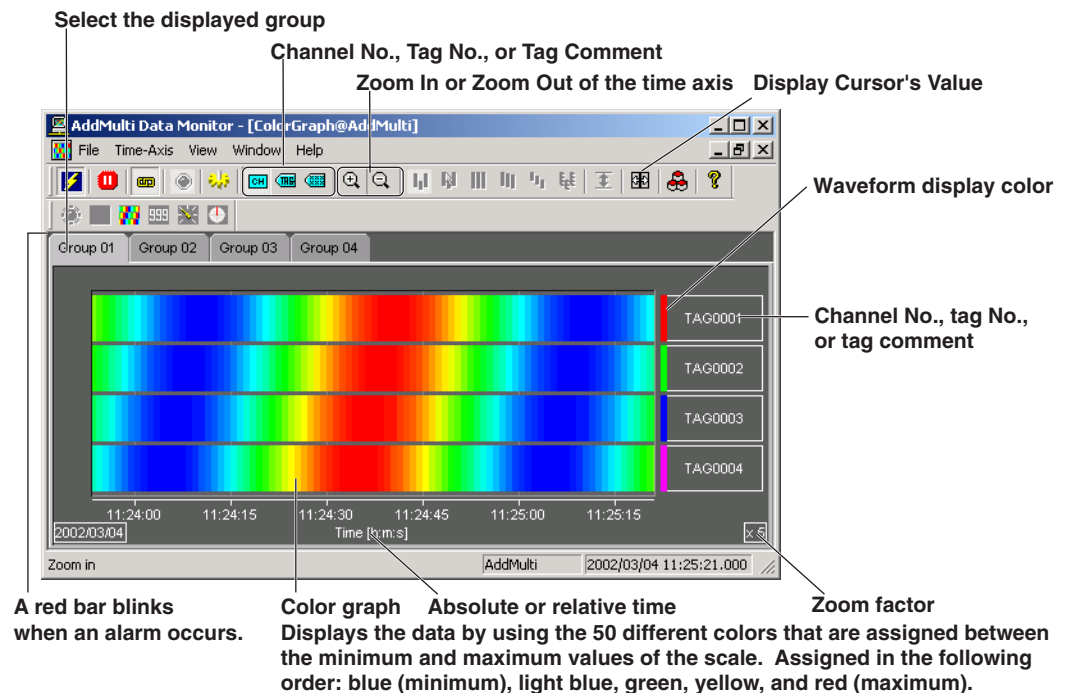 Select the displayed group
Channel No., Tag No., or Tag Comment
Zoom In or Zoom Out of the time axis
Display Cursor's Value
AddMulti Data Monitor - [ColorGraph@AddMulti]
File Time-Axis View Window Help
CH TAG
999
Waveform display color
Group 01 Group 02 Group 03 Group 04
TAG0001
Channel No., tag No.,
or tag comment
TAG0002
TAG0003
TAG0004
11:24:00 11:24:15 11:24:30 11:24:45 11:25:00 11:25:15
2002/03/04 Time [h:m:s] x 5
Zoom in AddMulti 2002/03/04 11:25:21.000
A red bar blinks
when an alarm occurs.
Color graph Absolute or relative time Zoom factor
Displays the data by using the 50 different colors that are assigned between
the minimum and maximum values of the scale. Assigned in the following
order: blue (minimum), light blue, green, yellow, and red (maximum).